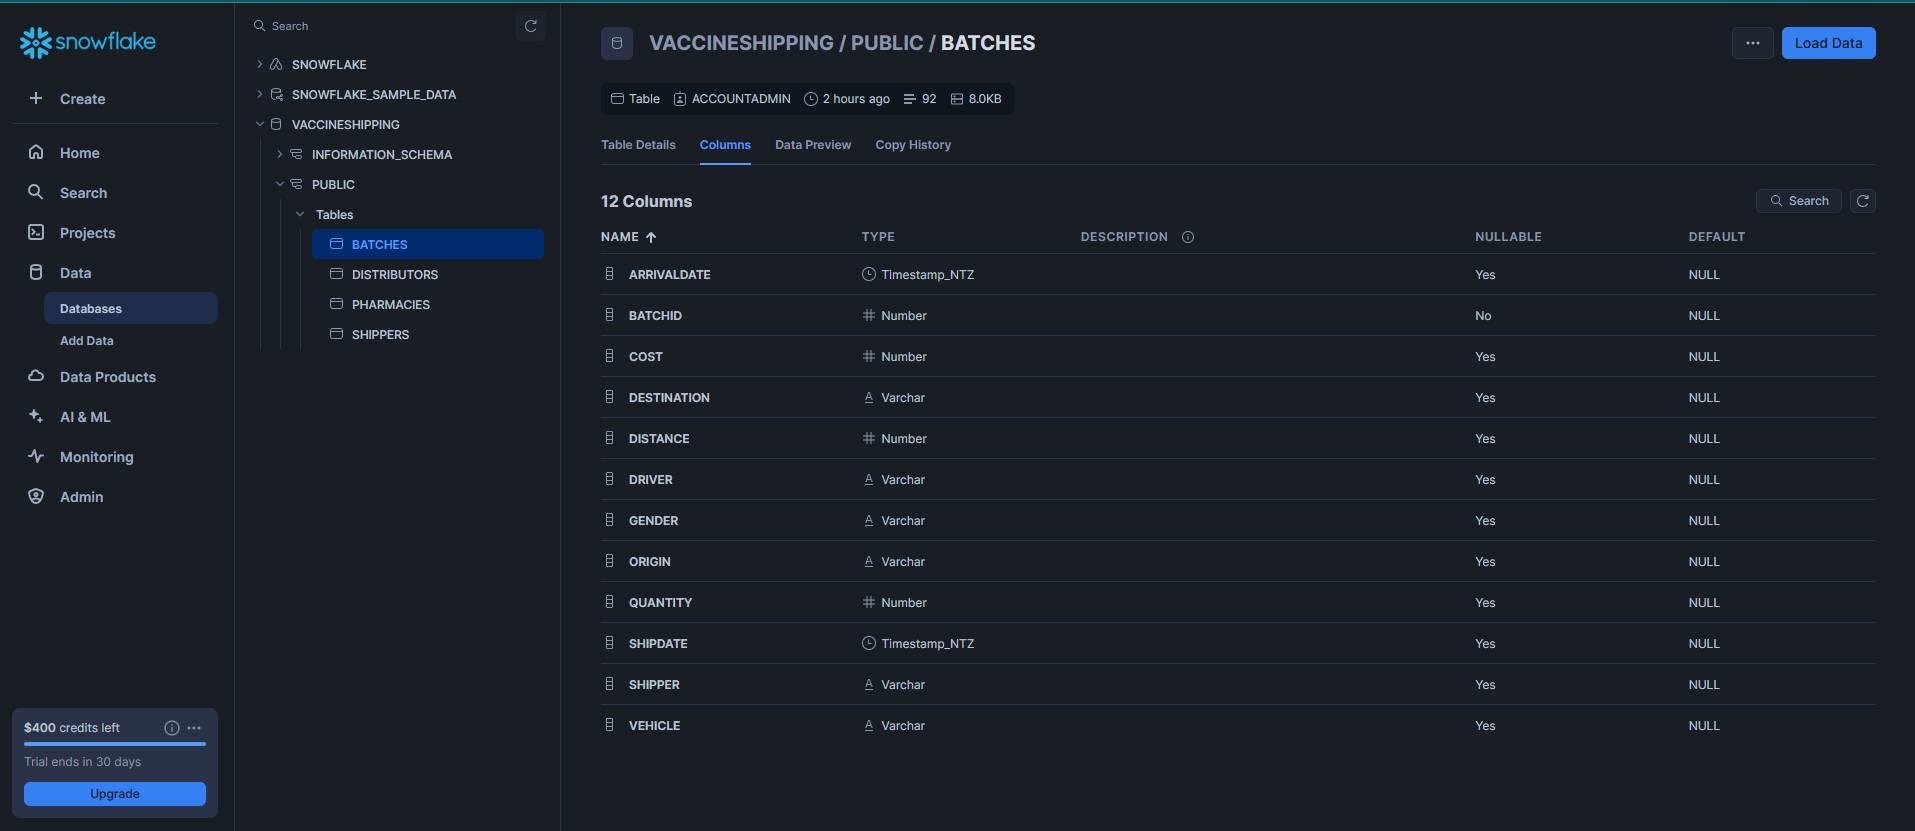 snowflake
Create
Home
Search
Projects
Data
Databases
Add Data
Data Products
AI & ML
Monitoring
Admin
$400 credits left
Trial ends in 30 days
Upgrade
Search
SNOWFLAKE
SNOWFLAKE_SAMPLE_DATA
VACCINESHIPPING
INFORMATION_SCHEMA
PUBLIC
Tables
BATCHES
DISTRIBUTORS
PHARMACIES
SHIPPERS
VACCINESHIPPING / PUBLIC / BATCHES
Load Data
Table ACCOUNTADMIN 2 hours ago 92 8.0KB
Table Details Columns Data Preview Copy History
12 Columns
Search
NAME TYPE DESCRIPTION NULLABLE DEFAULT
ARRIVALDATE Timestamp_NTZ Yes NULL
BATCHID Number No NULL
COST Number Yes NULL
DESTINATION Varchar Yes NULL
DISTANCE Number Yes NULL
DRIVER Varchar Yes NULL
GENDER Varchar Yes NULL
ORIGIN Varchar Yes NULL
QUANTITY Number Yes NULL
SHIPDATE Timestamp_NTZ Yes NULL
SHIPPER Varchar Yes NULL
VEHICLE Varchar Yes NULL